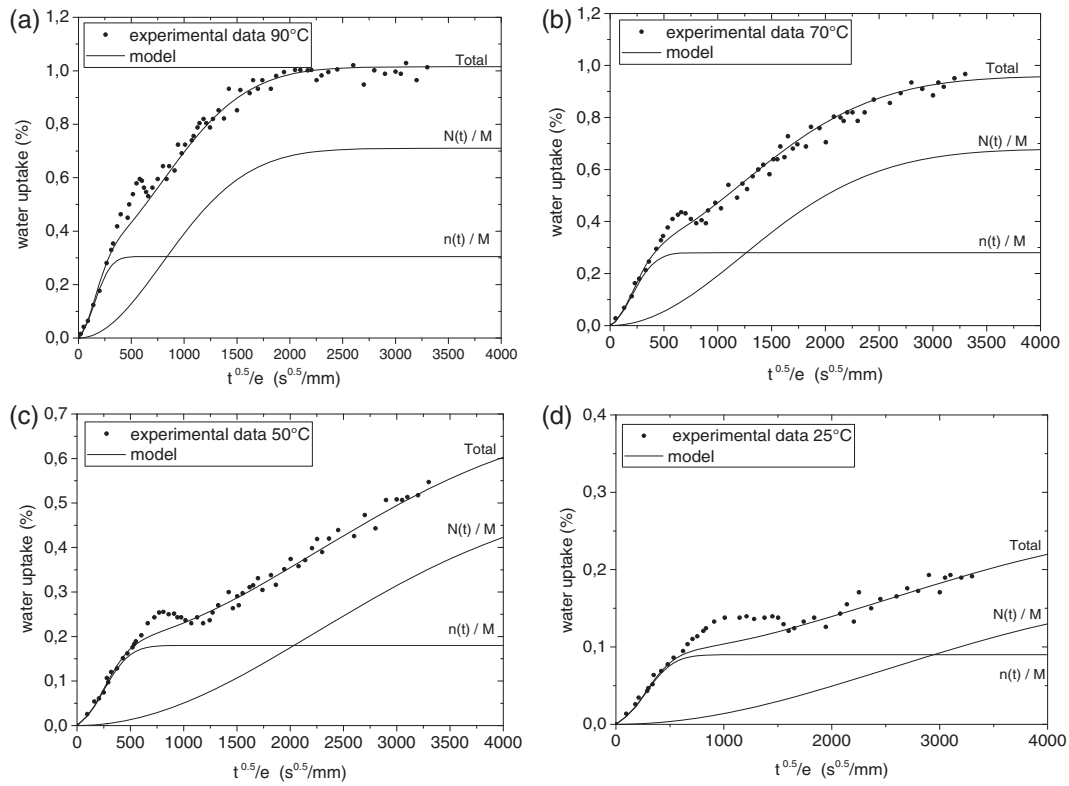 (a)
1,2
experimental data 90°C
model
Total
1,0
0,8
N(t) / M
0,6
0,4
n(t) / M
0,2
0,0
water uptake (%)
500 1000 1500 2000 2500 3000 3500 4000
t^0.5/e (s^0.5/mm)
(b)
1,2
experimental data 70°C
model
Total
1,0
0,8
N(t) / M
0,6
0,4
n(t) / M
0,2
0,0
water uptake (%)
0 500 1000 1500 2000 2500 3000 3500 4000
t^0.5/e (s^0.5/mm)
(c)
0,7
experimental data 50°C
model
Total
0,6
0,5
N(t) / M
0,4
0,3
n(t) / M
0,2
0,1
0,0
water uptake (%)
0 500 1000 1500 2000 2500 3000 3500 4000
t^0.5/e (s^0.5/mm)
(d)
0,4
experimental data 25°C
model
0,3
Total
0,2
N(t) / M
0,1
n(t) / M
0,0
water uptake (%)
0 1000 2000 3000 4000
t^0.5/e (s^0.5/mm)